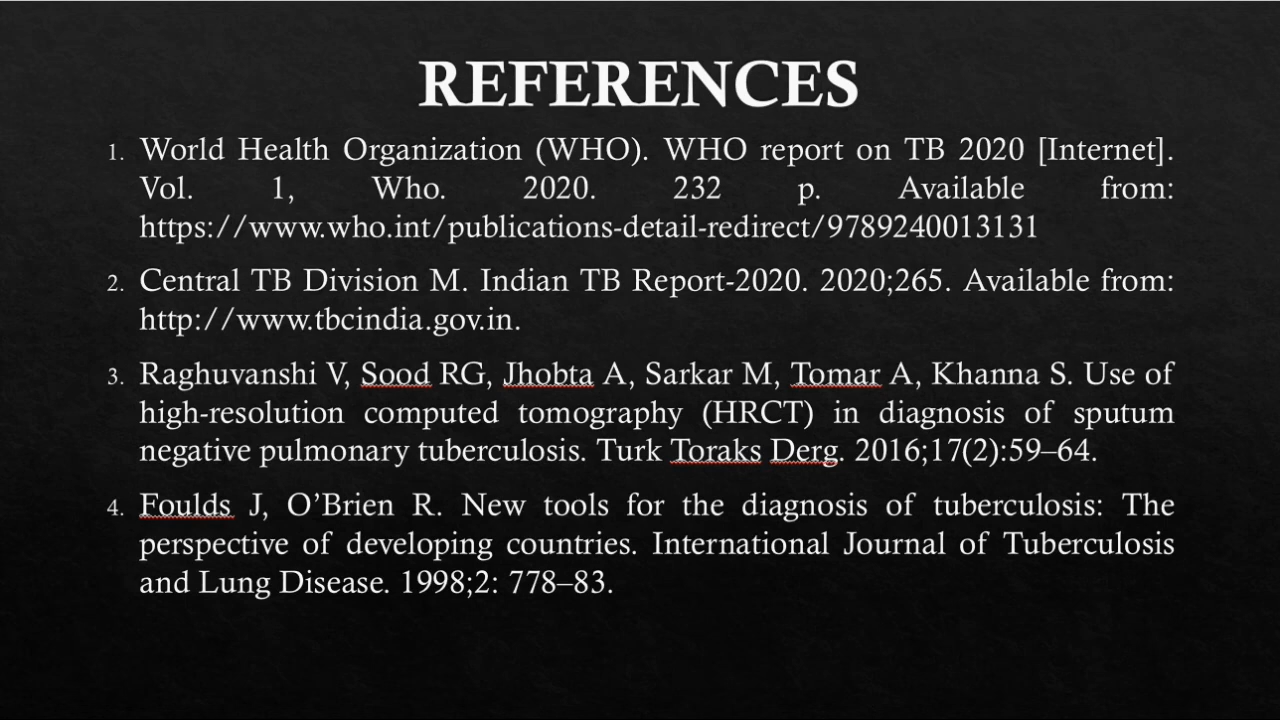 REFERENCES
1. World Health Organization (WHO). WHO report on TB 2020 [Internet].
Vol. 1, Who. 2020. 232 p. Available from:
https://www.who.int/publications-detail-redirect/9789240013131
2. Central TB Division M. Indian TB Report-2020. 2020;265. Available from:
http://www.tbcindia.gov.in.
3. Raghuvanshi V, Sood RG, Jhobta A, Sarkar M, Tomar A, Khanna S. Use of
high-resolution computed tomography (HRCT) in diagnosis of sputum
negative pulmonary tuberculosis. Turk Toraks Derg. 2016;17(2):59–64.
4. Foulds J, O’Brien R. New tools for the diagnosis of tuberculosis: The
perspective of developing countries. International Journal of Tuberculosis
and Lung Disease. 1998;2: 778–83.